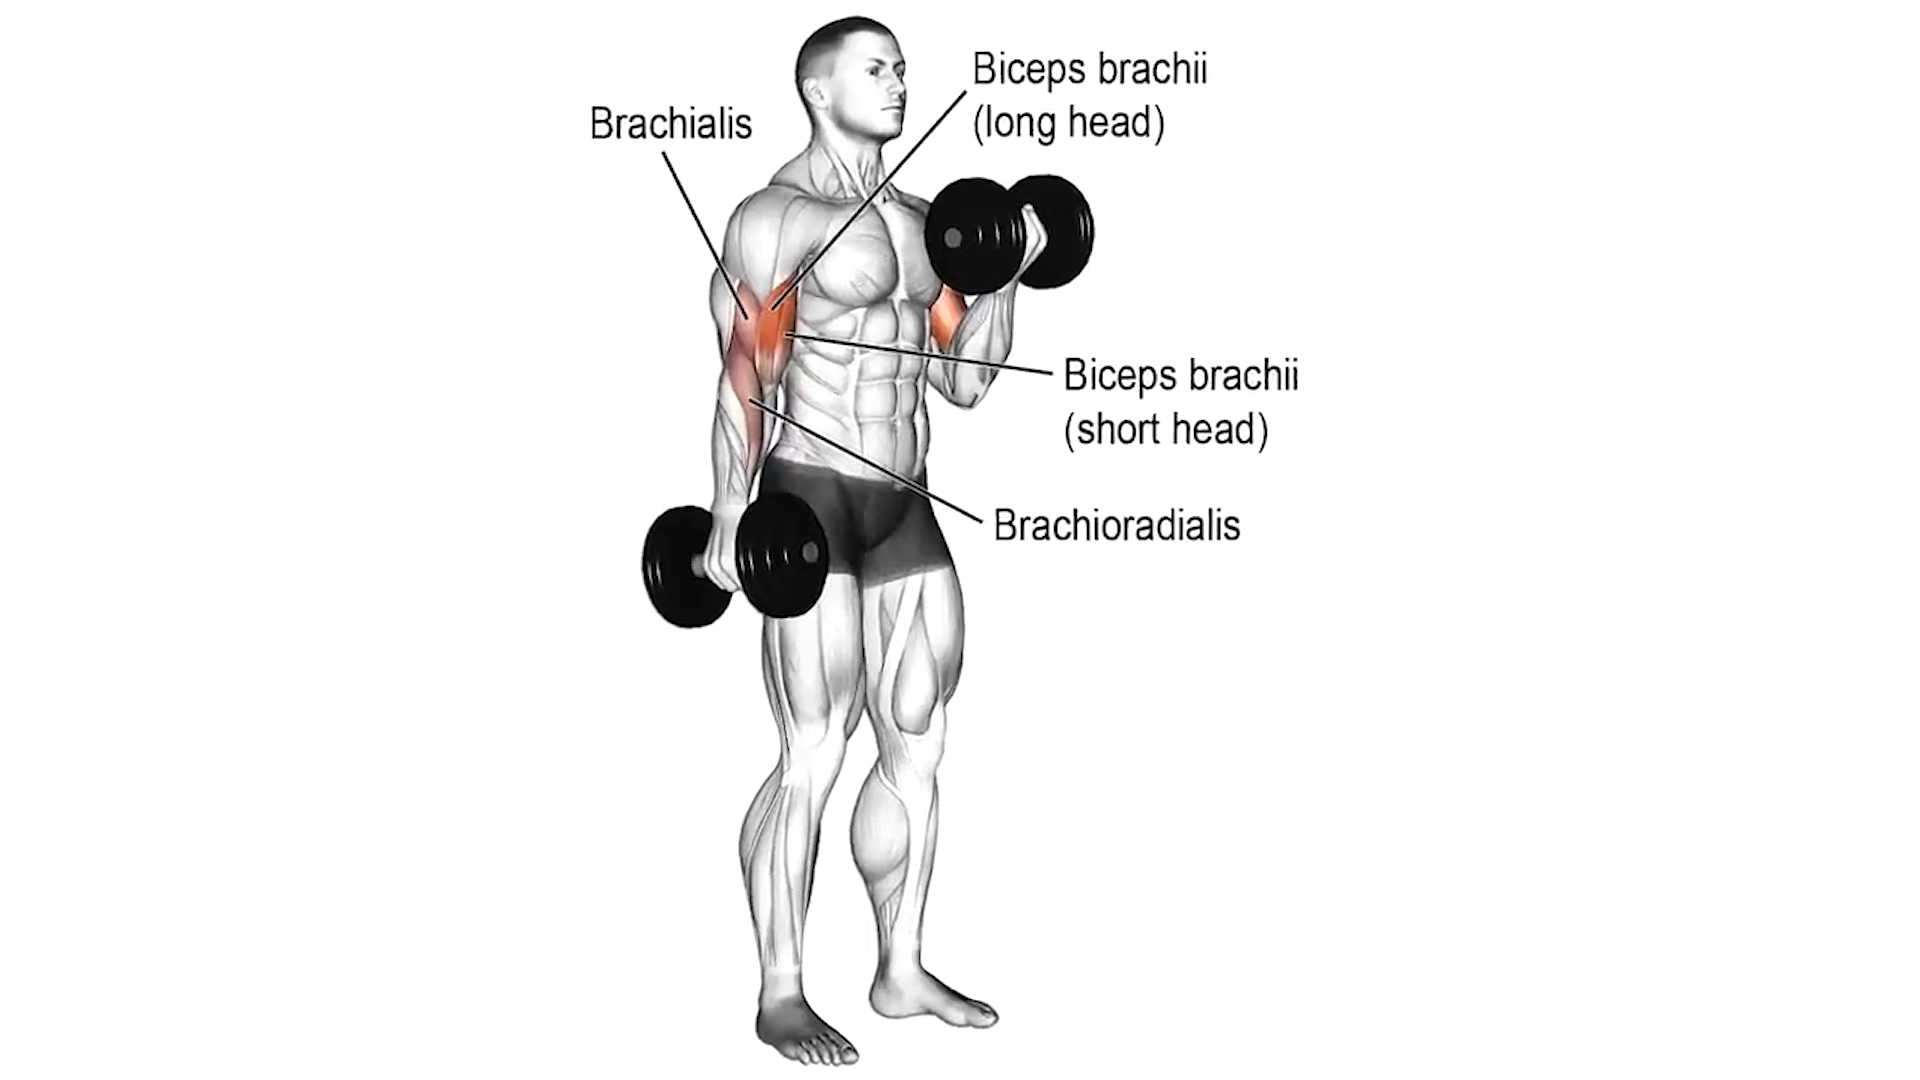 Biceps brachii
(long head)
Brachialis
Biceps brachii
(short head)
Brachioradialis